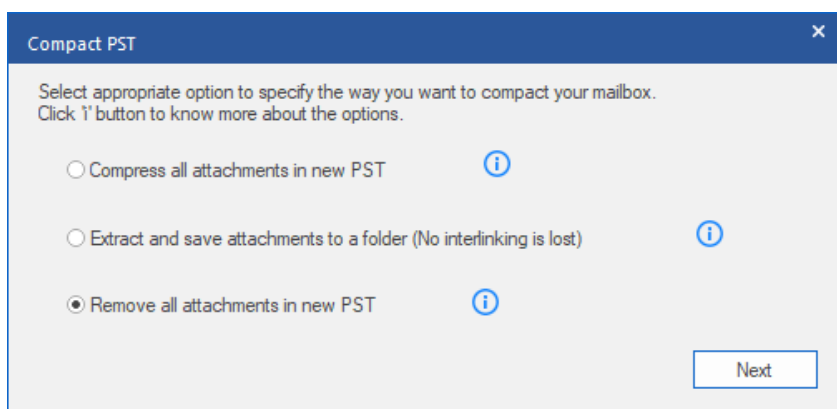 Compact PST
Select appropriate option to specify the way you want to compact your mailbox.
Click 'i' button to know more about the options.
Compress all attachments in new PST
Extract and save attachments to a folder (No interlinking is lost)
Remove all attachments in new PST
Next